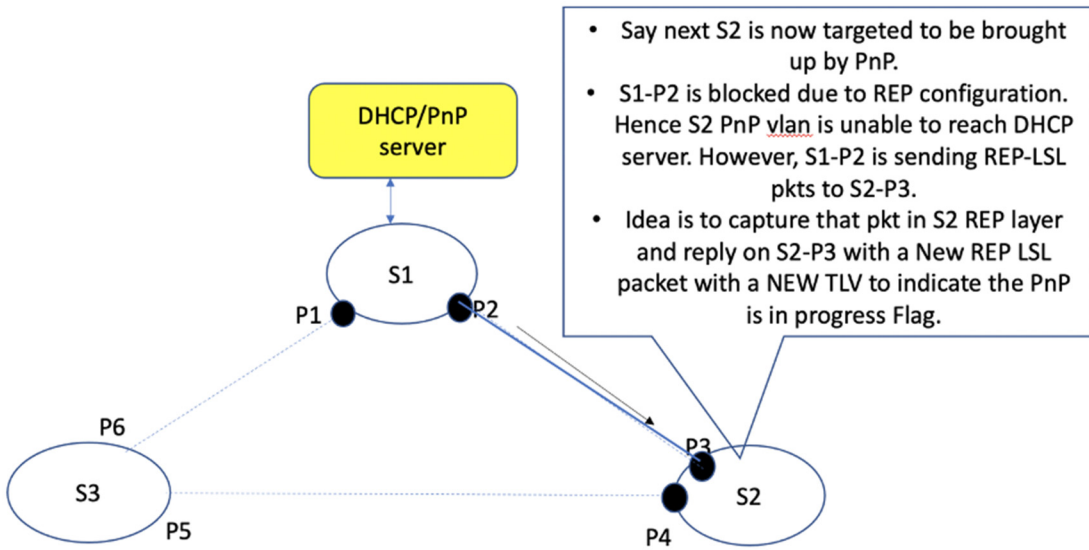 • Say next S2 is now targeted to be brought
up by PnP.
• S1-P2 is blocked due to REP configuration.
Hence S2 PnP vlan is unable to reach DHCP
server. However, S1-P2 is sending REP-LSL
pkts to S2-P3.
• Idea is to capture that pkt in S2 REP layer
and reply on S2-P3 with a New REP LSL
packet with a NEW TLV to indicate the PnP
is in progress Flag.
DHCP/PnP
server
S1
P1
P2
P6
S3
P5
P3
S2
P4